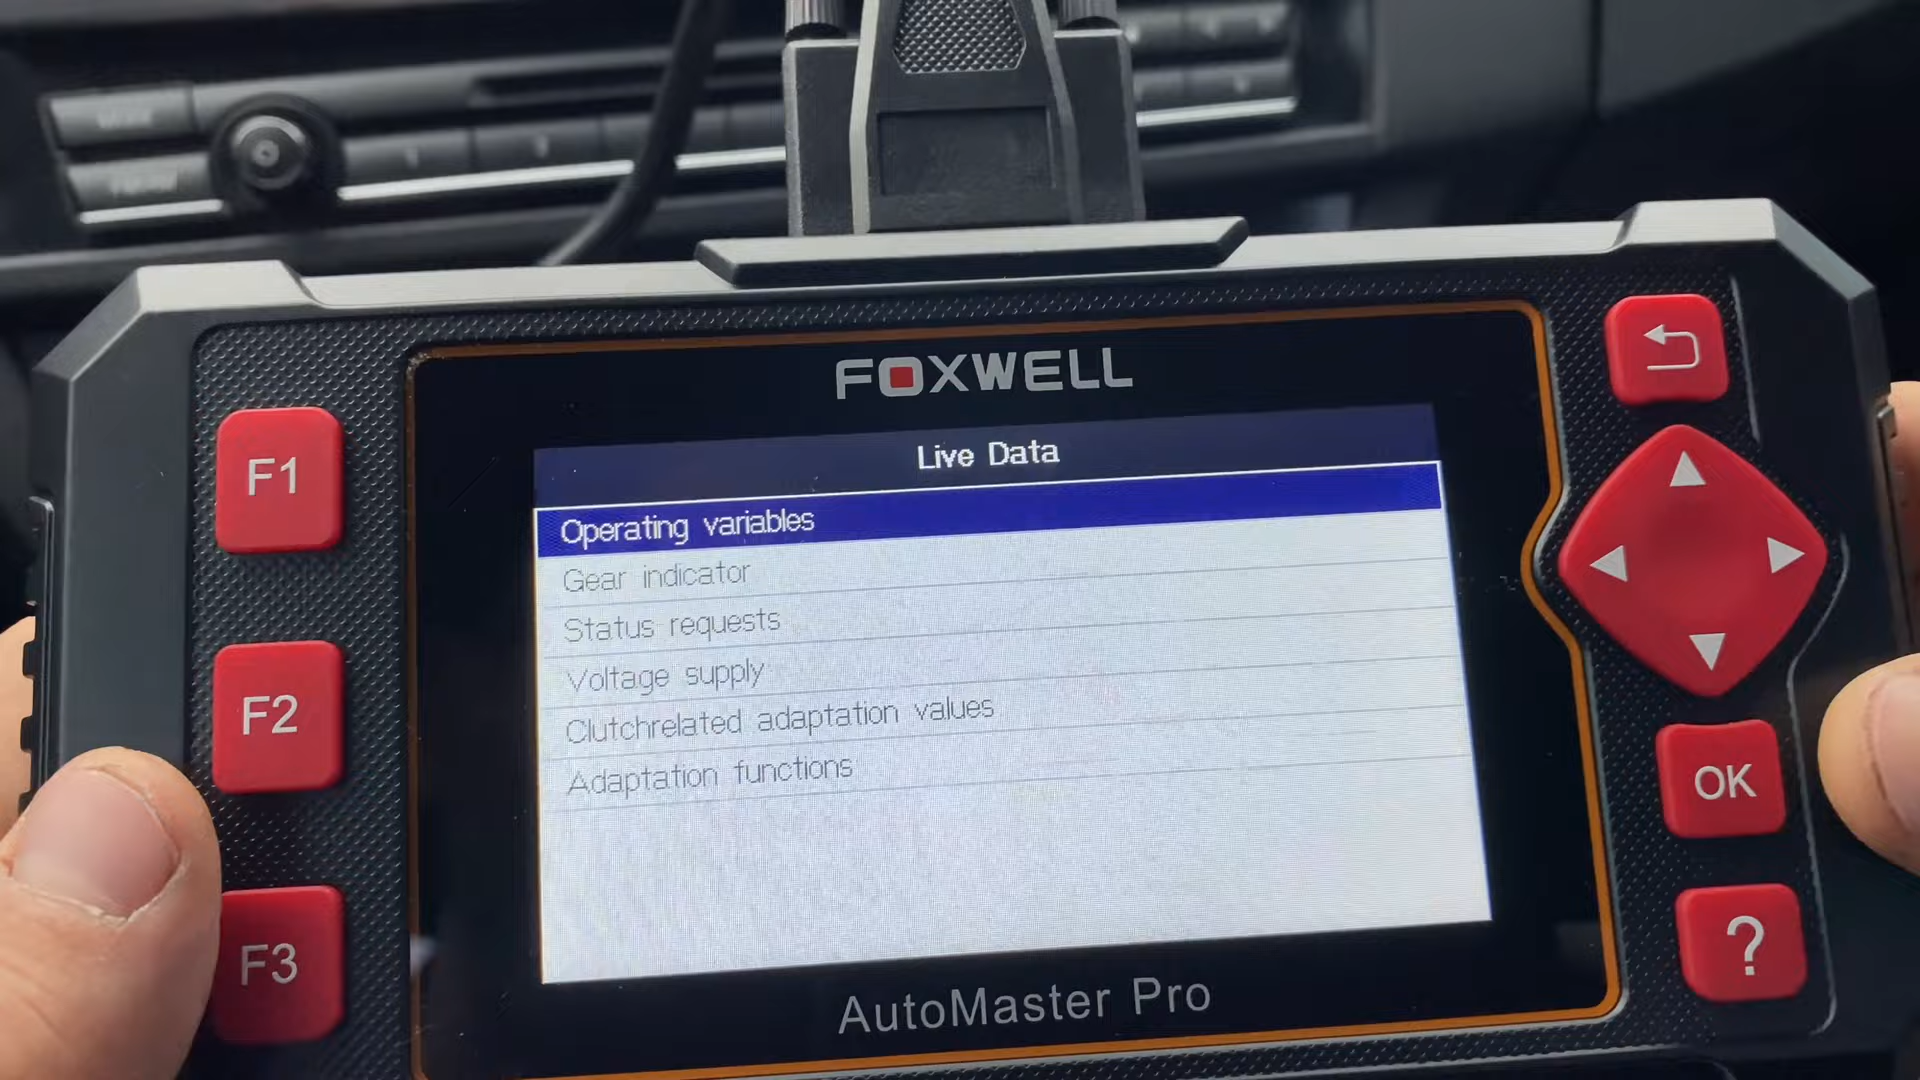 FOXWELL
Live Data
Operating variables
Gear indicator
Status requests
Voltage supply
Clutchrelated adaptation values
Adaptation functions
AutoMaster Pro
F1
F2
F3
OK
?